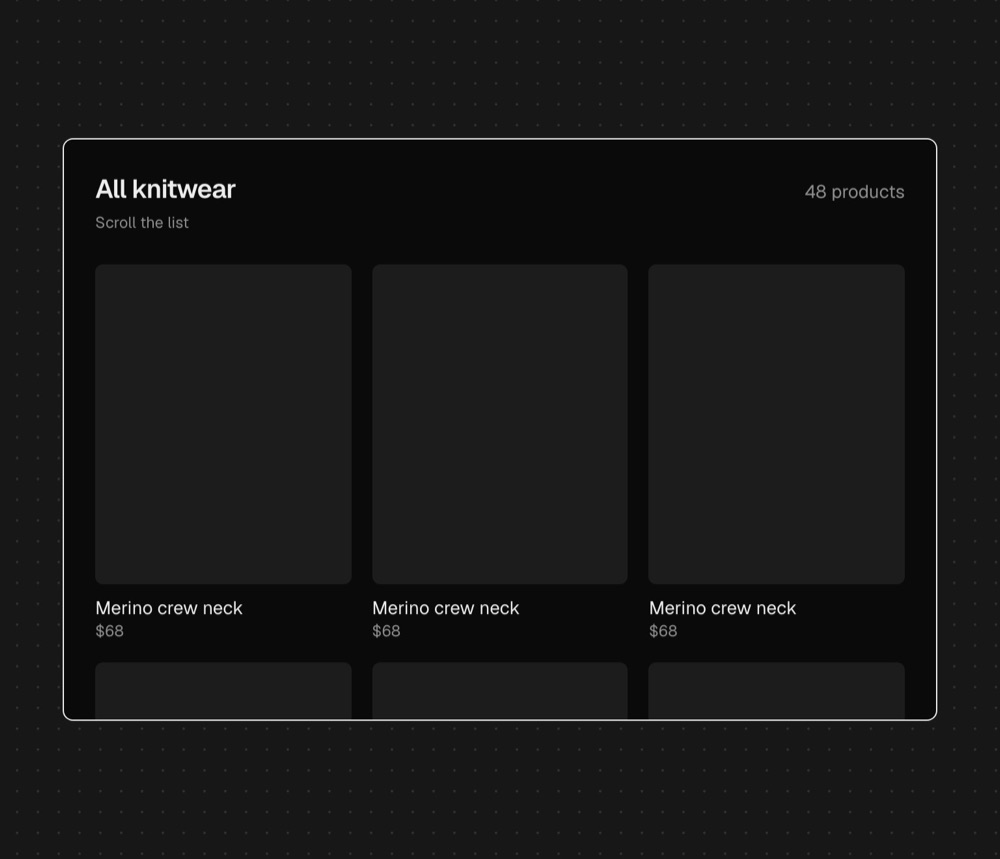 All knitwear
48 products
Scroll the list
Merino crew neck
$68
Merino crew neck
$68
Merino crew neck
$68